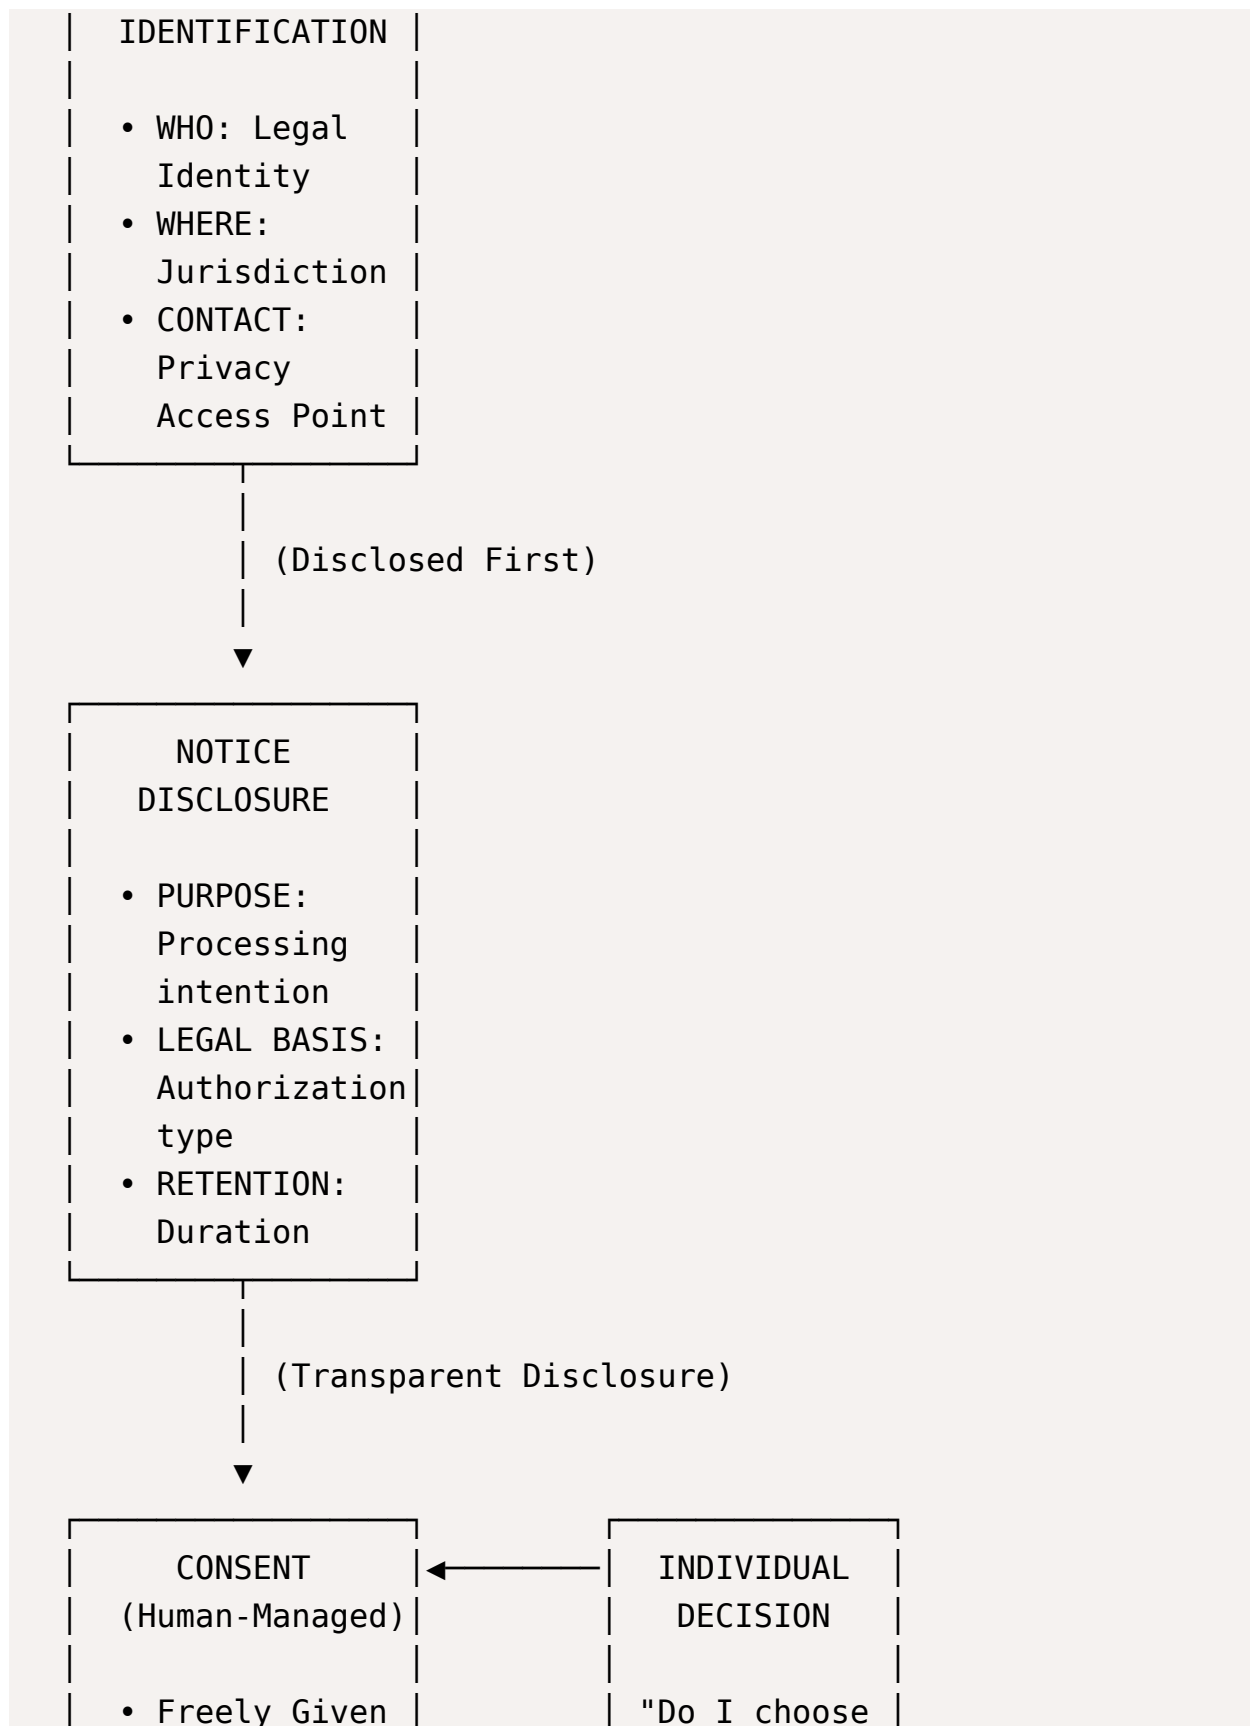 IDENTIFICATION
• WHO: Legal
Identity
• WHERE:
Jurisdiction
• CONTACT:
Privacy
Access Point
(Disclosed First)
NOTICE
DISCLOSURE
• PURPOSE:
Processing
intention
• LEGAL BASIS:
Authorization
type
• RETENTION:
Duration
(Transparent Disclosure)
CONSENT
(Human-Managed)
• Freely Given
INDIVIDUAL
DECISION
"Do I choose